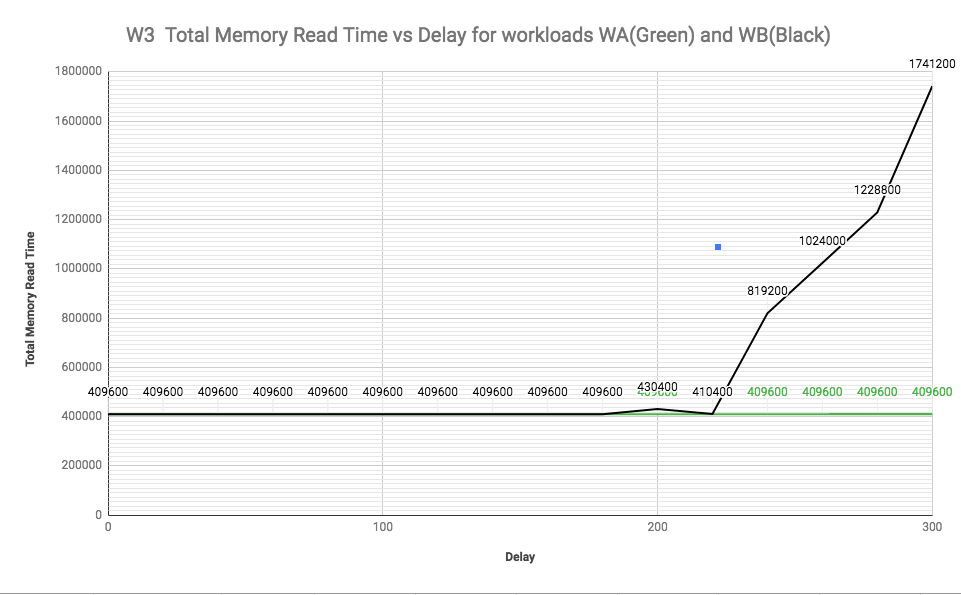 W3 Total Memory Read Time vs Delay for workloads WA(Green) and WB(Black)
Total Memory Read Time
1800000
1600000
1400000
1200000
1000000
800000
600000
400000
200000
0
1741200
1228800
1024000
819200
409600 409600 409600 409600 409600 409600 409600 409600 409600 409600 430400 410400 409600 409600 409600 409600
0 100 200 300
Delay